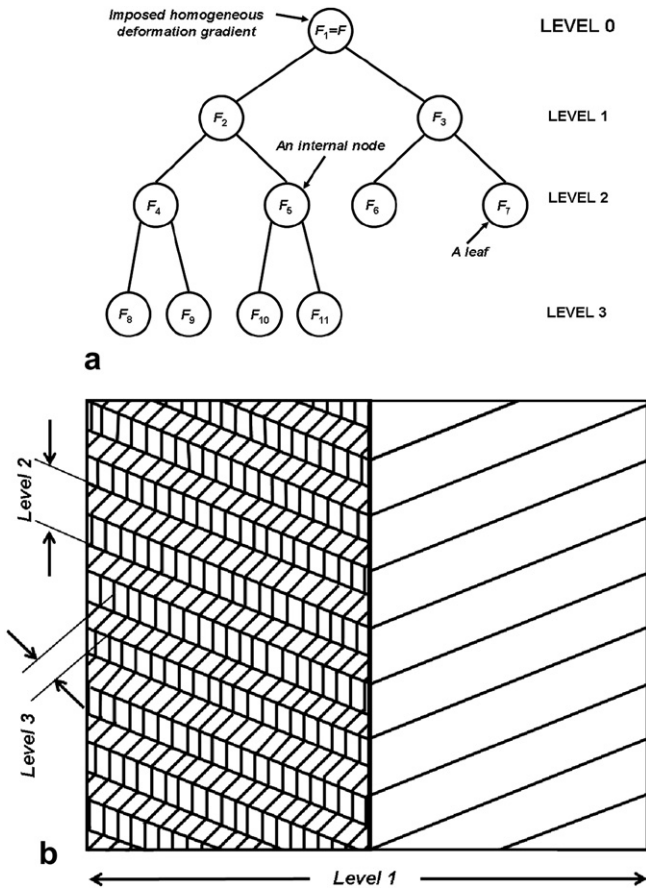 Imposed homogeneous
deformation gradient
F1=F
LEVEL 0
F2
F3
LEVEL 1
An internal node
F4
F5
F6
F7
LEVEL 2
A leaf
F8
F9
F10
F11
LEVEL 3
a
Level 2
Level 3
b
Level 1